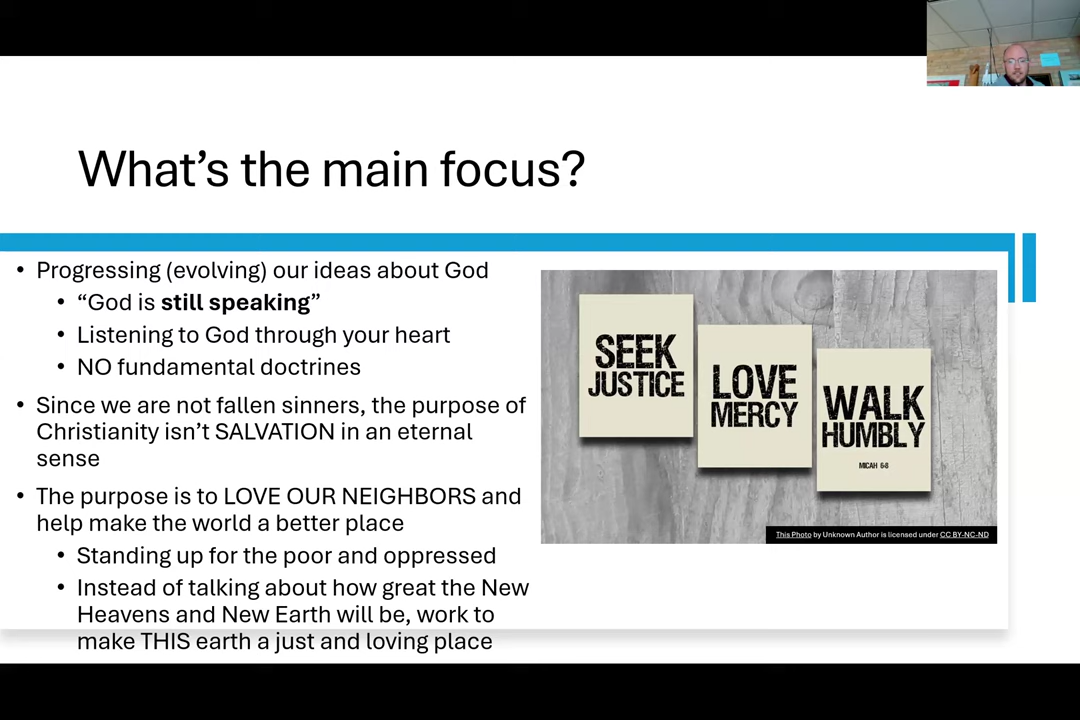 What's the main focus?
• Progressing (evolving) our ideas about God
• “God is still speaking”
• Listening to God through your heart
• NO fundamental doctrines
• Since we are not fallen sinners, the purpose of
Christianity isn't SALVATION in an eternal
sense
• The purpose is to LOVE OUR NEIGHBORS and
help make the world a better place
• Standing up for the poor and oppressed
• Instead of talking about how great the New
Heavens and New Earth will be, work to
make THIS earth a just and loving place
SEEK
JUSTICE
LOVE
MERCY
WALK
HUMBLY
MICAH 6:8
This Photo by Unknown Author is licensed under CC BY-NC-ND